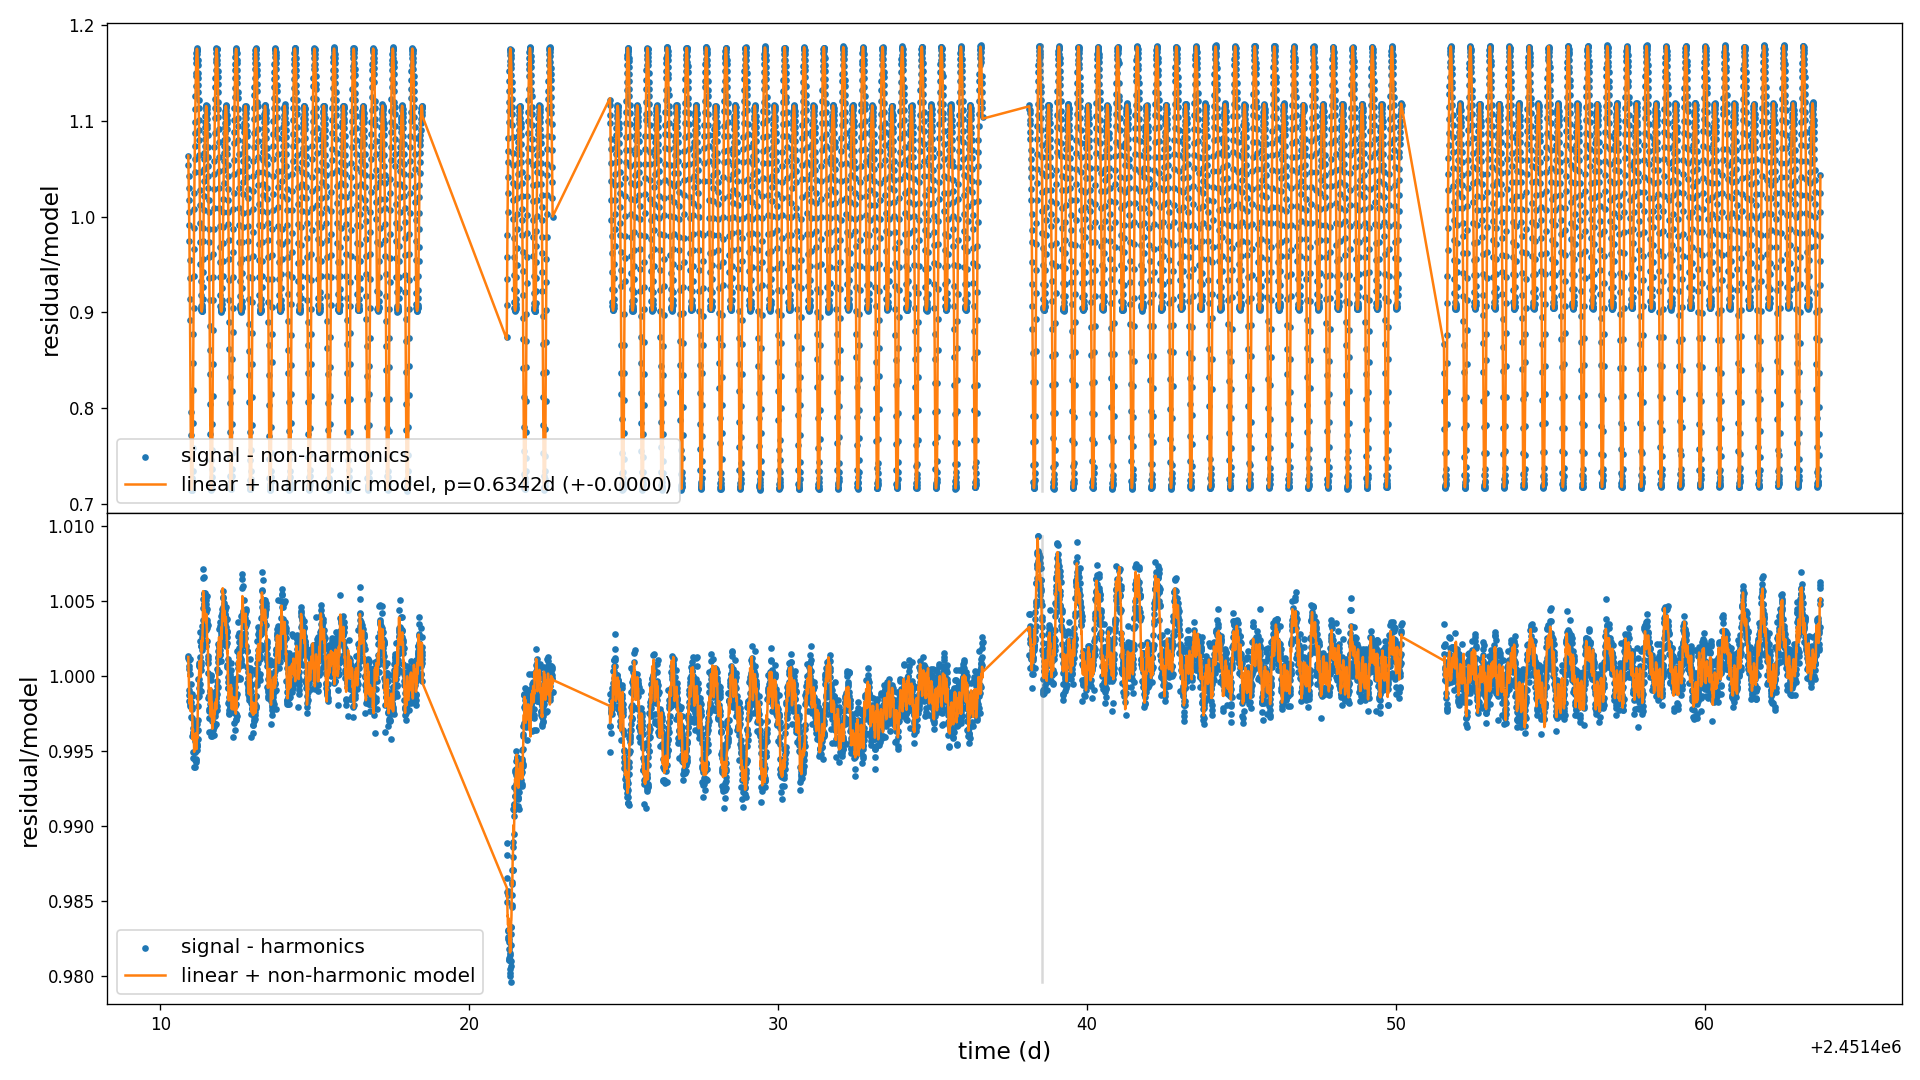 1.2
1.1
1.0
0.9
0.8
0.7
residual/model
signal - non-harmonics
linear + harmonic model, p=0.6342d (+-0.0000)
1.010
1.005
1.000
0.995
0.990
0.985
0.980
residual/model
signal - harmonics
linear + non-harmonic model
10
20
30
40
50
60
time (d)
+2.4514e6